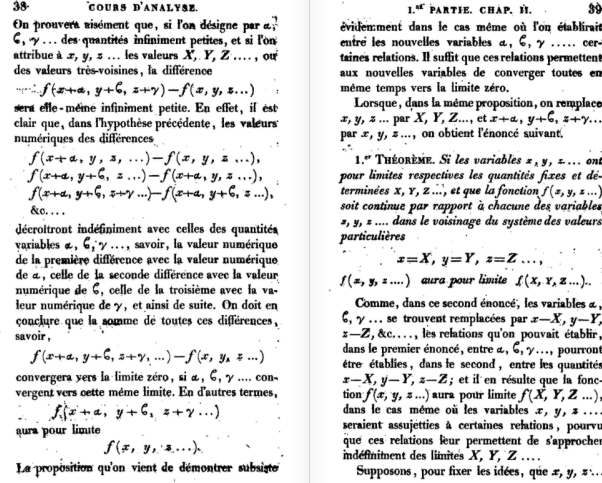 38 COURS D'ANALYSE.
On prouvera aisément que, si l'on désigne par α,
ϐ, γ ... des quantités infiniment petites, et si l'on
attribue à x, y, z ... les valeurs X, Y, Z ...., ou
des valeurs très-voisines, la différence
f(x+α, y+ϐ, z+γ...)—f(x, y, z...)
sera elle-même infiniment petite. En effet, il est
clair que, dans l'hypothèse précédente, les valeurs
numériques des différences
f(x+α, y, z, ...)—f(x, y, z ...),
f(x+α, y+ϐ, z ...)—f(x+α, y, z ...),
f(x+α, y+ϐ, z+γ ...)—f(x+α, y+ϐ, z ...),
&c....
décroîtront indéfiniment avec celles des quantités
variables α, ϐ, γ ..., savoir, la valeur numérique
de la première différence avec la valeur numérique
de α, celle de la seconde différence avec la valeur
numérique de ϐ, celle de la troisième avec la va-
leur numérique de γ, et ainsi de suite. On doit en
conclure que la somme de toutes ces différences,
savoir,
f(x+α, y+ϐ, z+γ, ...)—f(x, y, z ...)
convergera vers la limite zéro, si α, ϐ, γ .... con-
vergent vers cette même limite. En d'autres termes,
f(x+α, y+ϐ, z+γ ...)
aura pour limite
f(x, y, z....).
La proposition qu'on vient de démontrer subsiste
I.re PARTIE. CHAP. II. 39
évidemment dans le cas même où l'on établirait
entre les nouvelles variables α, ϐ, γ ..... cer-
taines relations. Il suffit que ces relations permettent
aux nouvelles variables de converger toutes en
même temps vers la limite zéro.
Lorsque, dans la même proposition, on remplace
x, y, z ... par X, Y, Z..., et x+α, y+ϐ, z+γ...
par x, y, z ..., on obtient l'énoncé suivant.
1.er THÉORÈME. Si les variables x, y, z .... ont
pour limites respectives les quantités fixes et dé-
terminées X, Y, Z ..., et que la fonction f(x, y, z ...)
soit continue par rapport à chacune des variables
x, y, z .... dans le voisinage du système des valeurs
particulières
x=X, y=Y, z=Z ...,
f(x, y, z ....) aura pour limite f(X, Y, Z ...).
Comme, dans ce second énoncé, les variables α,
ϐ, γ ... se trouvent remplacées par x—X, y—Y,
z—Z, &c...., les relations qu'on pouvait établir,
dans le premier énoncé, entre α, ϐ, γ..., pourront
être établies, dans le second, entre les quantités
x—X, y—Y, z—Z; et il en résulte que la fonc-
tion f(x, y, z ...) aura pour limite f(X, Y, Z ...),
dans le cas même où les variables x, y, z ....
seraient assujetties à certaines relations, pourvu
que ces relations leur permettent de s'approcher
indéfiniment des limites X, Y, Z ....
Supposons, pour fixer les idées, que x, y, z ...